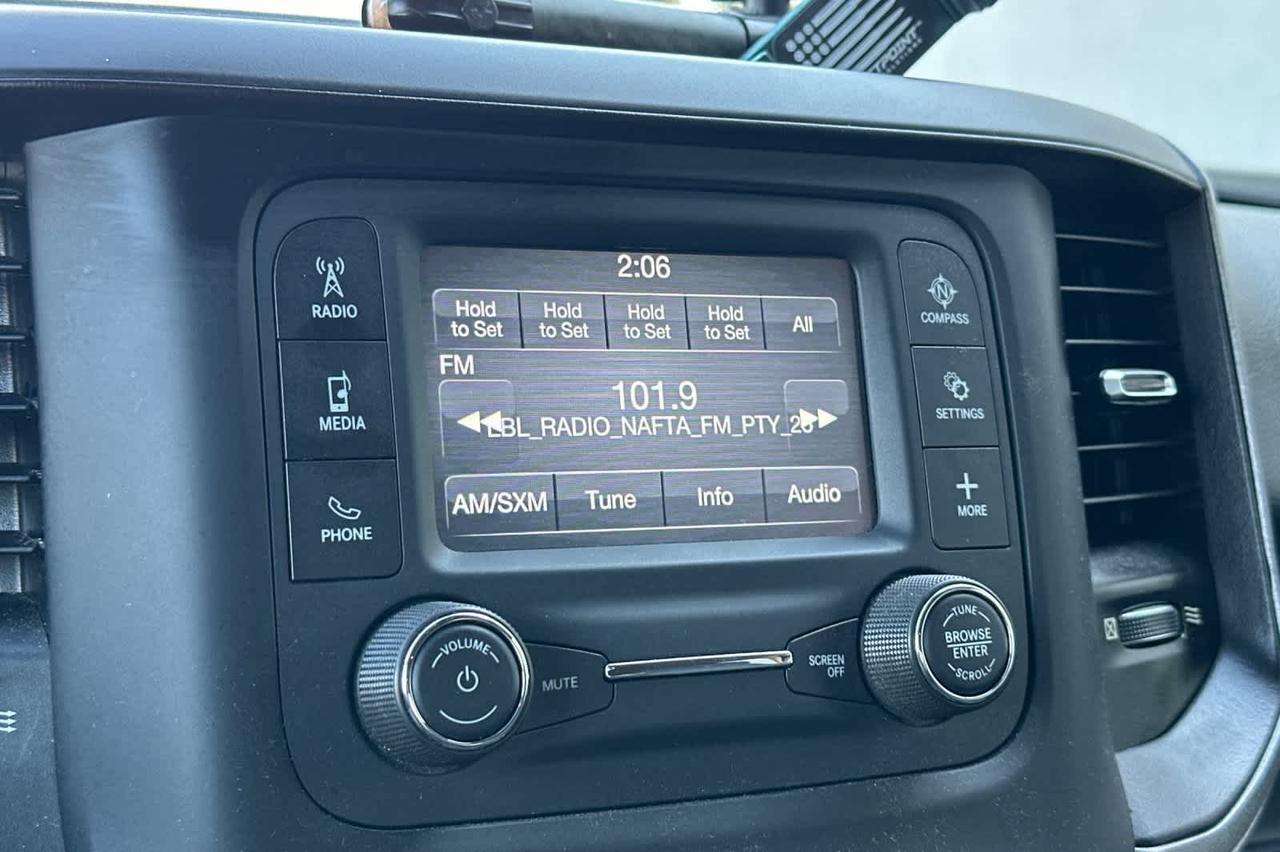 RADIO
MEDIA
PHONE
2:06
Hold to Set
Hold to Set
Hold to Set
Hold to Set
All
FM
101.9
LBL_RADIO_NAFTA_FM_PTY_23
AM/SXM
Tune
Info
Audio
N
COMPASS
SETTINGS
MORE
VOLUME
MUTE
SCREEN
OFF
TUNE
BROWSE
ENTER
SCROLL